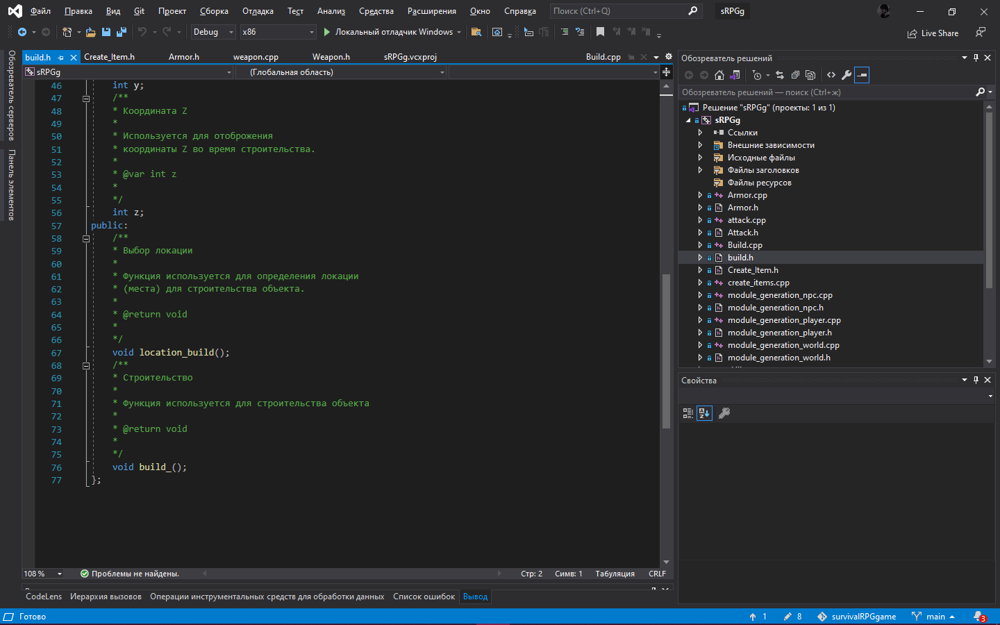 Файл Правка Вид Git Проект Сборка Отладка Тест Анализ Средства Расширения Окно Справка Поиск (Ctrl+Q) sRPGg
Debug x86 Локальный отладчик Windows Live Share
Обозреватель серверов
Панель элементов
build.h Create_Item.h Armor.h weapon.cpp Weapon.h sRPGg.vcxproj Build.cpp
sRPGg (Глобальная область)
46 int y;
47 /**
48 * Координата Z
49 *
50 * Используется для отоброжения
51 * координаты Z во время строительства.
52 *
53 * @var int z
54 *
55 */
56 int z;
57 public:
58 /**
59 * Выбор локации
60 *
61 * Функция используется для определения локации
62 * (места) для строительства объекта.
63 *
64 * @return void
65 *
66 */
67 void location_build();
68 /**
69 * Строительство
70 *
71 * Функция используется для строительства объекта
72 *
73 * @return void
74 *
75 */
76 void build_();
77 };
108 % Проблемы не найдены. Стр: 2 Симв: 1 Табуляция CRLF
CodeLens Иерархия вызовов Операции инструментальных средств для обработки данных Список ошибок Вывод
Обозреватель решений
Обозреватель решений — поиск (Ctrl+ж)
Решение "sRPGg" (проекты: 1 из 1)
sRPGg
Ссылки
Внешние зависимости
Исходные файлы
Файлы заголовков
Файлы ресурсов
Armor.cpp
Armor.h
attack.cpp
Attack.h
Build.cpp
build.h
Create_Item.h
create_items.cpp
module_generation_npc.cpp
module_generation_npc.h
module_generation_player.cpp
module_generation_player.h
module_generation_world.cpp
module_generation_world.h
Свойства
Готово 1 8 survivalRPGgame main 3